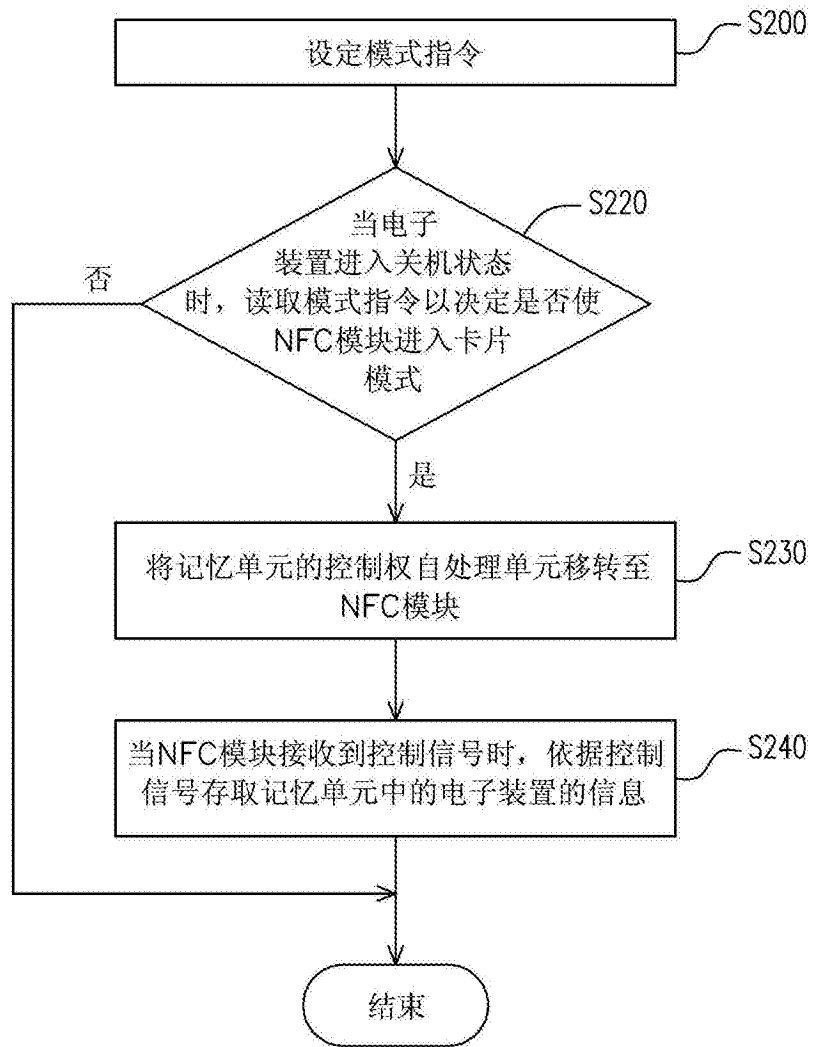 S200
设定模式指令
S220
当电子
装置进入关机状态
时，读取模式指令以决定是否使
NFC模块进入卡片
模式
否
是
S230
将记忆单元的控制权自处理单元移转至
NFC模块
S240
当NFC模块接收到控制信号时，依据控制
信号存取记忆单元中的电子装置的信息
结束